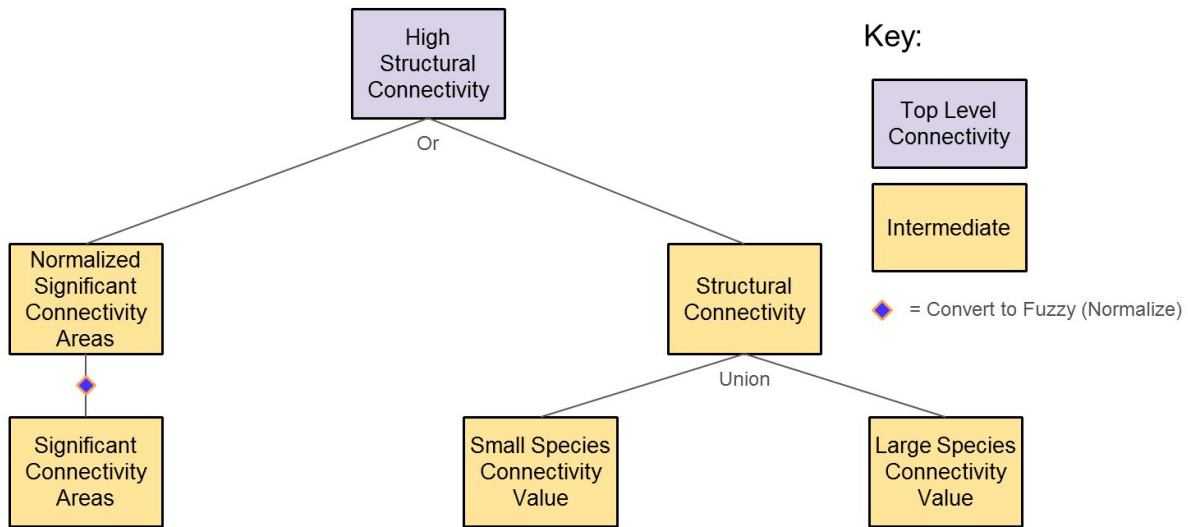 High
Structural
Connectivity
Or
Normalized
Significant
Connectivity
Areas
Structural
Connectivity
Union
Significant
Connectivity
Areas
Small Species
Connectivity
Value
Large Species
Connectivity
Value
Key:
Top Level
Connectivity
Intermediate
= Convert to Fuzzy (Normalize)